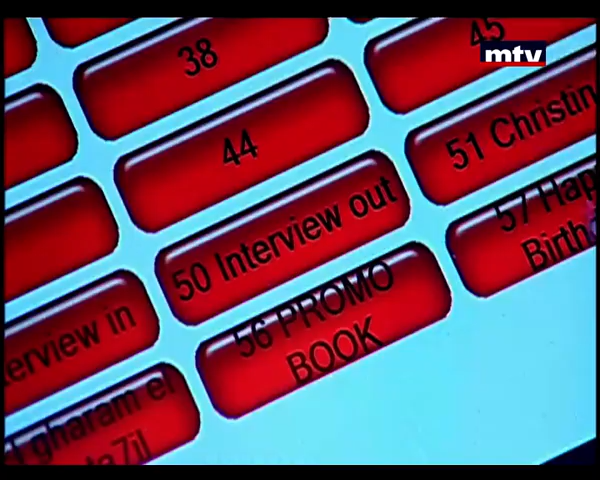 mtv
38
45
44
51 Christin
50 Interview out
57 Hap
Birth
erview in
56 PROMO
BOOK
gharam el
ta7il